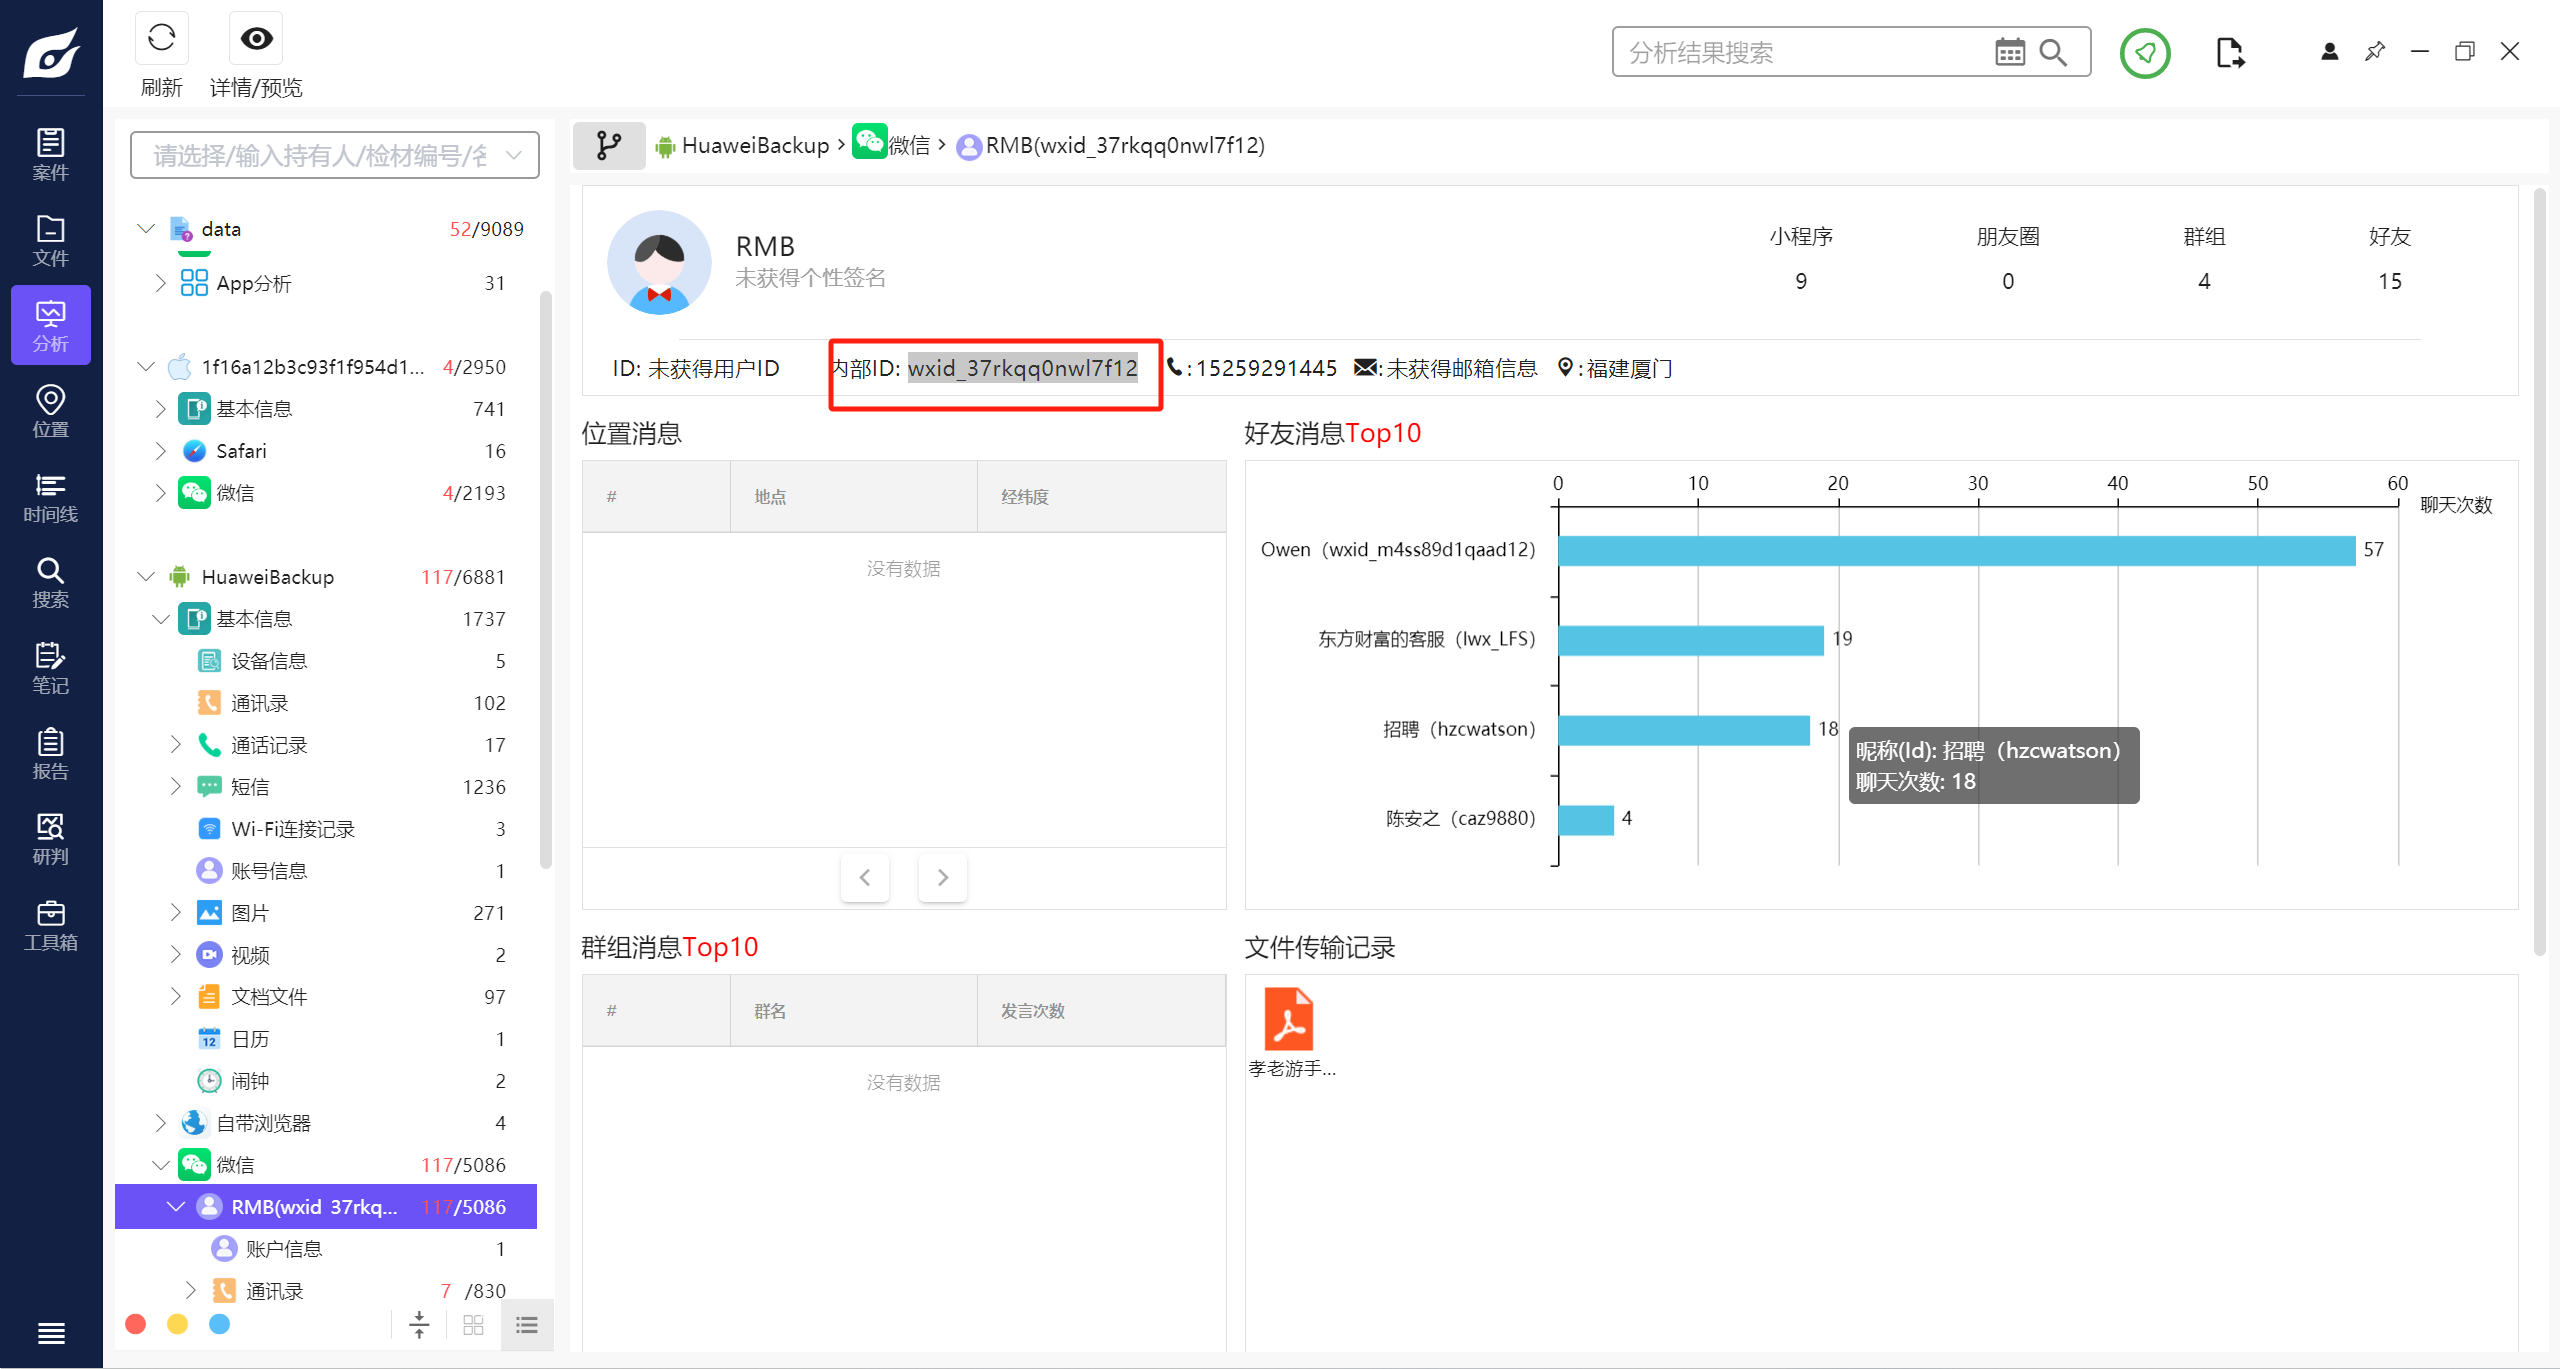 刷新
详情/预览
分析结果搜索
案件
文件
分析
位置
时间线
搜索
笔记
报告
研判
工具箱
请选择/输入持有人/检材编号/名
data 52/9089
App分析 31
1f16a12b3c93f1f954d1... 4/2950
基本信息 741
Safari 16
微信 4/2193
HuaweiBackup 117/6881
基本信息 1737
设备信息 5
通讯录 102
通话记录 17
短信 1236
Wi-Fi连接记录 3
账号信息 1
图片 271
视频 2
文档文件 97
日历 1
闹钟 2
自带浏览器 4
微信 117/5086
RMB(wxid 37rkq... 117/5086
账户信息 1
通讯录 7 /830
HuaweiBackup > 微信 > RMB(wxid_37rkqq0nwl7f12)
RMB
未获得个性签名
小程序 朋友圈 群组 好友
9 0 4 15
ID: 未获得用户ID 内部ID: wxid_37rkqq0nwl7f12 : 15259291445 : 未获得邮箱信息 : 福建厦门
位置消息
# 地点 经纬度
没有数据
好友消息Top10
0 10 20 30 40 50 60
聊天次数
Owen（wxid_m4ss89d1qaad12） 57
东方财富的客服（lwx_LFS） 19
招聘（hzcwatson） 18
昵称(Id): 招聘（hzcwatson）
聊天次数: 18
陈安之（caz9880） 4
群组消息Top10
# 群名 发言次数
没有数据
文件传输记录
孝老游手...
12